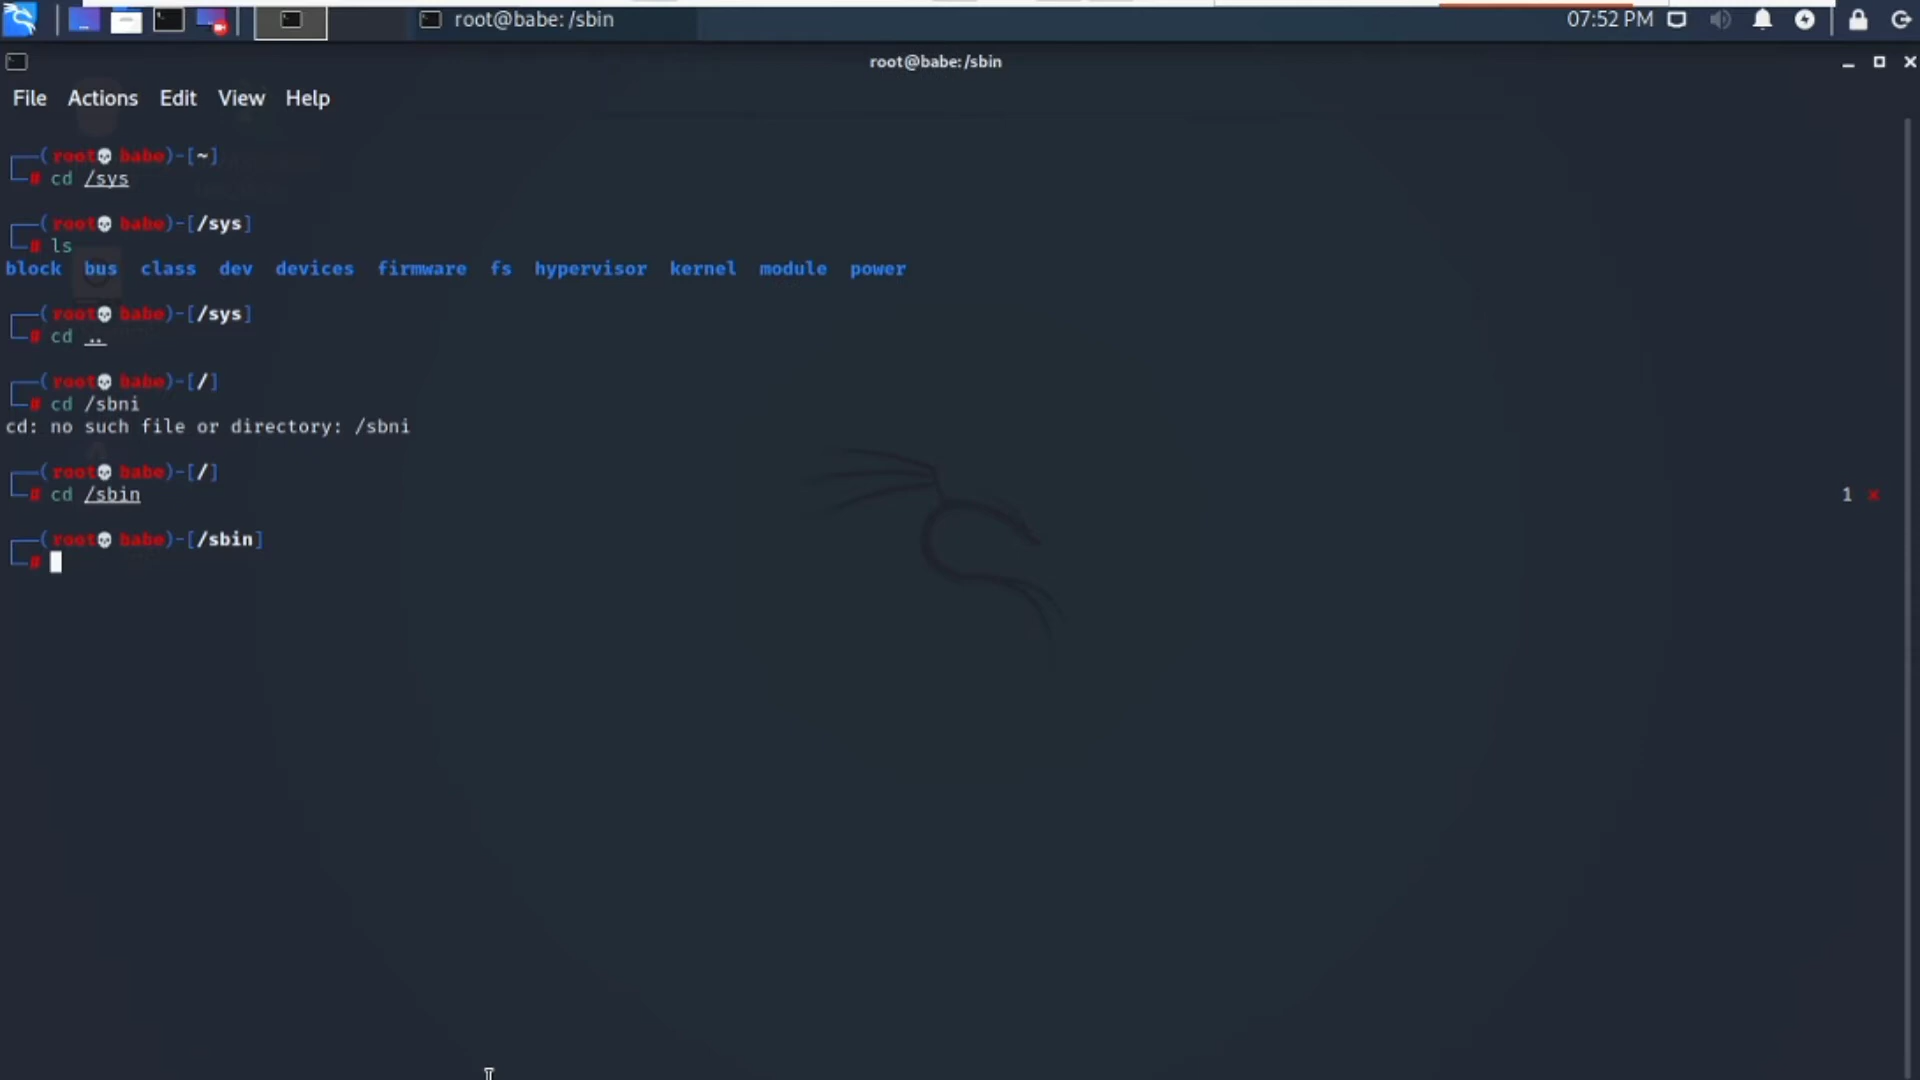 root@babe: /sbin
07:52 PM
root@babe:/sbin
File Actions Edit View Help
(root💀babe)-[~]
# cd /sys
(root💀babe)-[/sys]
# ls
block bus class dev devices firmware fs hypervisor kernel module power
(root💀babe)-[/sys]
# cd ..
(root💀babe)-[/]
# cd /sbni
cd: no such file or directory: /sbni
(root💀babe)-[/]
# cd /sbin 1 ⨯
(root💀babe)-[/sbin]
#